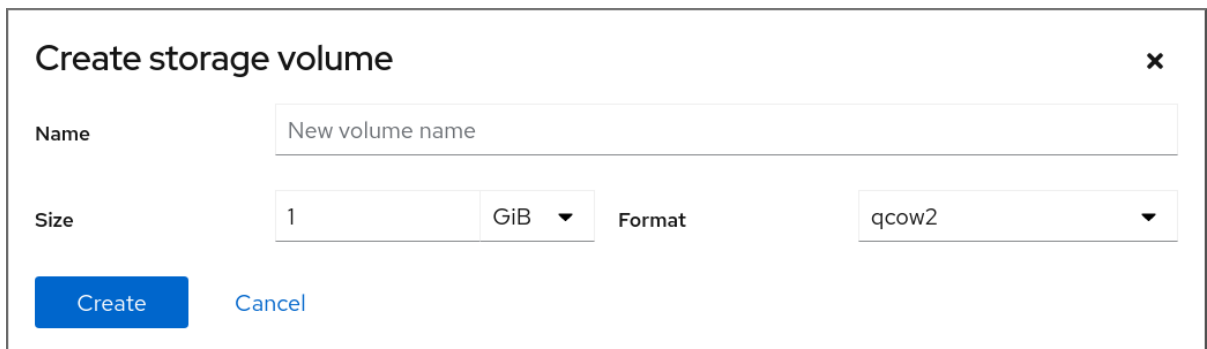 Create storage volume
Name New volume name
Size 1 GiB Format qcow2
Create Cancel